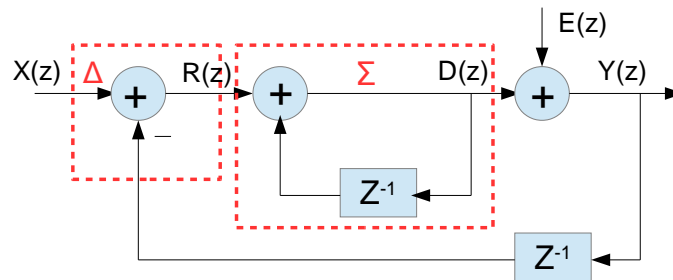 E(z)
X(z) Δ + R(z) + Σ D(z) + Y(z)
–
Z⁻¹
Z⁻¹